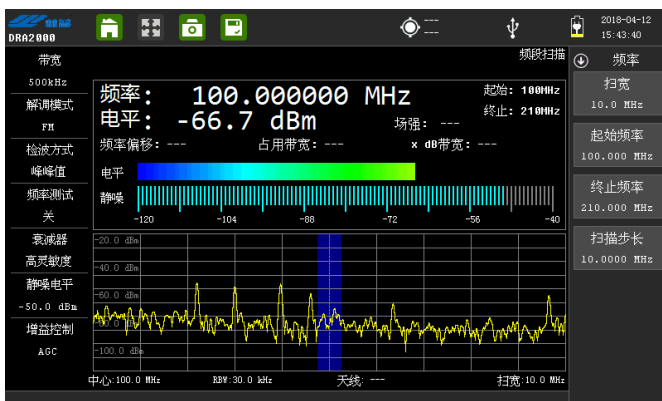 DRA2000
2018-04-12
15:43:40
带宽
500kHz
解调模式
FM
检波方式
峰峰值
频率测试
关
衰减器
高灵敏度
静噪电平
-50.0 dBm
增益控制
AGC
频段扫描
频率: 100.000000 MHz
起始: 100MHz
电平: -66.7 dBm
场强: ---
终止: 210MHz
频率偏移: --- 占用带宽: --- x dB带宽: ---
电平
静噪
-120 -104 -88 -72 -56 -40
-20.0 dBm
-40.0 dBm
-60.0 dBm
-80.0 dBm
-100.0 dBm
中心:100.0 MHz RBW:30.0 kHz 天线: --- 扫宽:10.0 MHz
频率
扫宽
10.0 MHz
起始频率
100.000 MHz
终止频率
210.000 MHz
扫描步长
10.0000 MHz